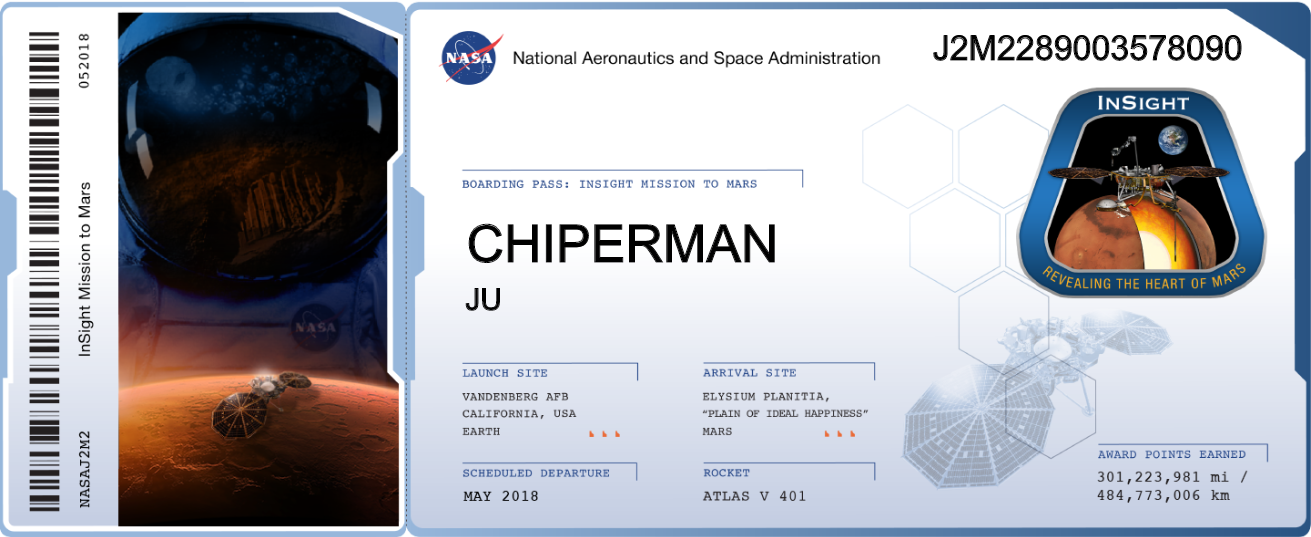 052018
InSight Mission to Mars
NASAJ2M2
NASA
NASA
National Aeronautics and Space Administration
J2M2289003578090
INSIGHT
REVEALING THE HEART OF MARS
BOARDING PASS: INSIGHT MISSION TO MARS
CHIPERMAN
JU
LAUNCH SITE
VANDENBERG AFB
CALIFORNIA, USA
EARTH
ARRIVAL SITE
ELYSIUM PLANITIA,
“PLAIN OF IDEAL HAPPINESS”
MARS
SCHEDULED DEPARTURE
MAY 2018
ROCKET
ATLAS V 401
AWARD POINTS EARNED
301,223,981 mi /
484,773,006 km